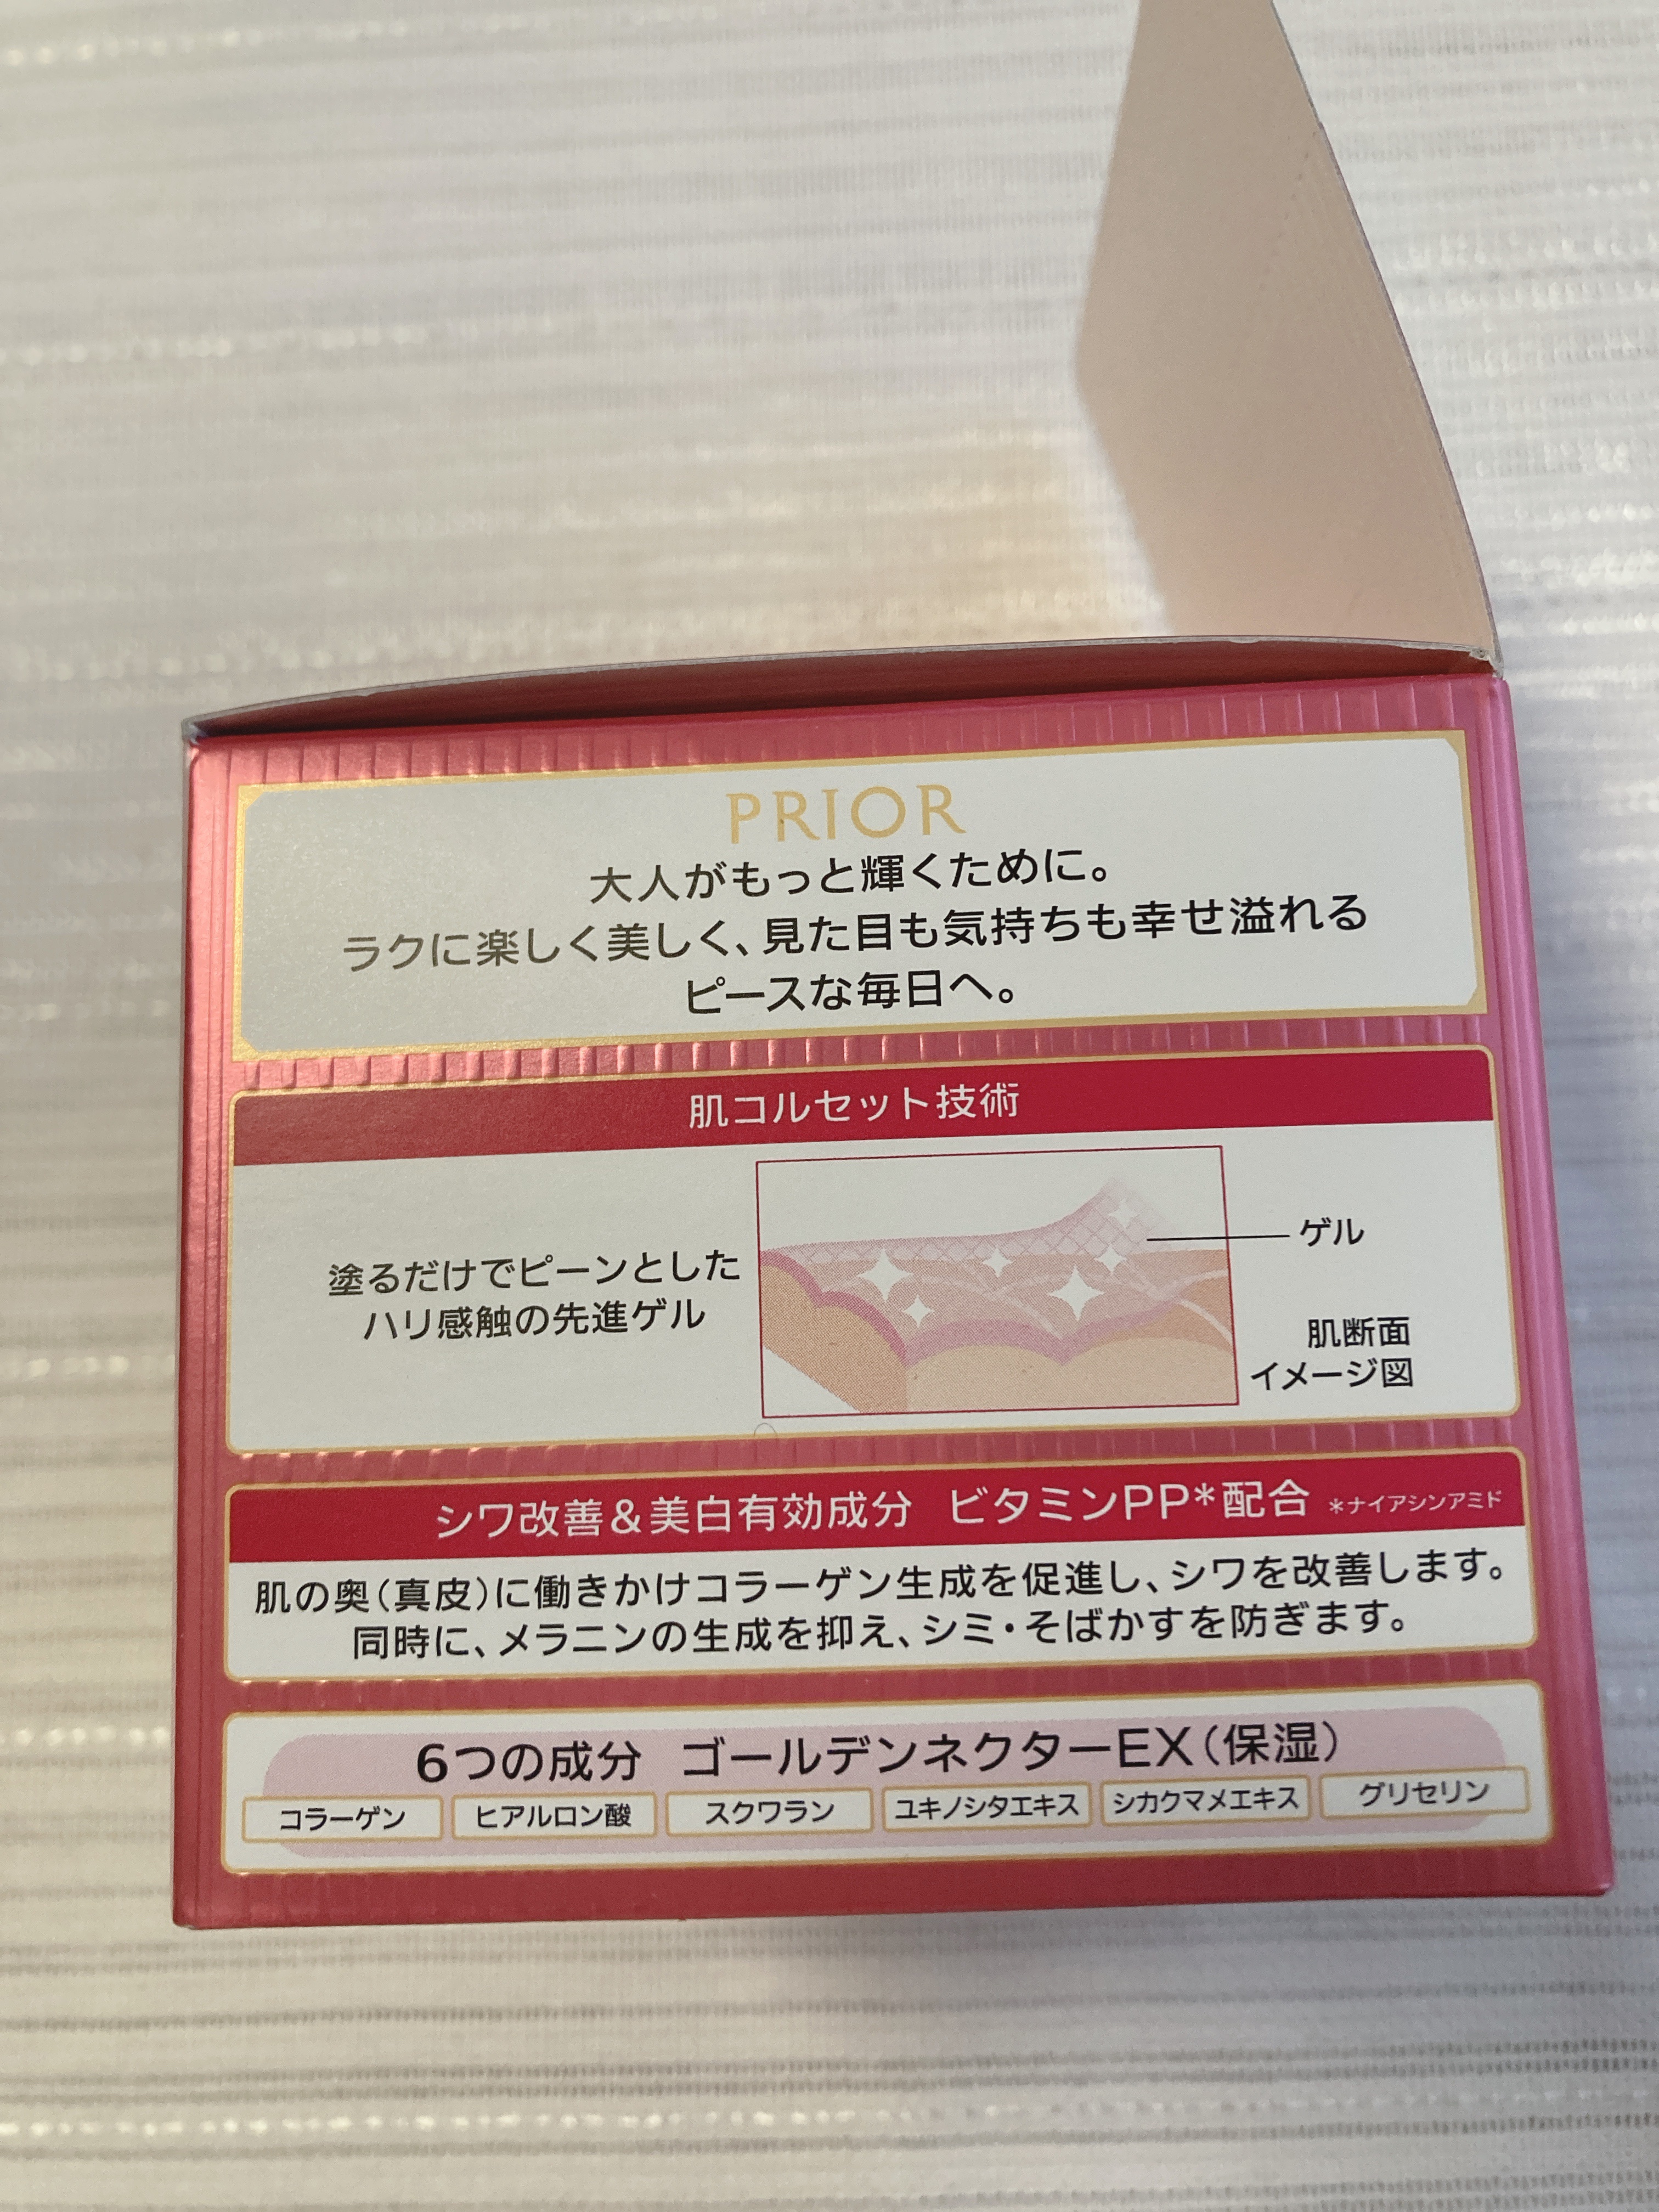 PRIOR
大人がもっと輝くために。
ラクに楽しく美しく、見た目も気持ちも幸せ溢れる
ピースな毎日へ。
肌コルセット技術
塗るだけでピーンとした
ハリ感触の先進ゲル
ゲル
肌断面
イメージ図
シワ改善＆美白有効成分 ビタミンPP*配合 *ナイアシンアミド
肌の奥(真皮)に働きかけコラーゲン生成を促進し、シワを改善します。
同時に、メラニンの生成を抑え、シミ・そばかすを防ぎます。
6つの成分 ゴールデンネクターEX(保湿)
コラーゲン ヒアルロン酸 スクワラン ユキノシタエキス シカクマメエキス グリセリン